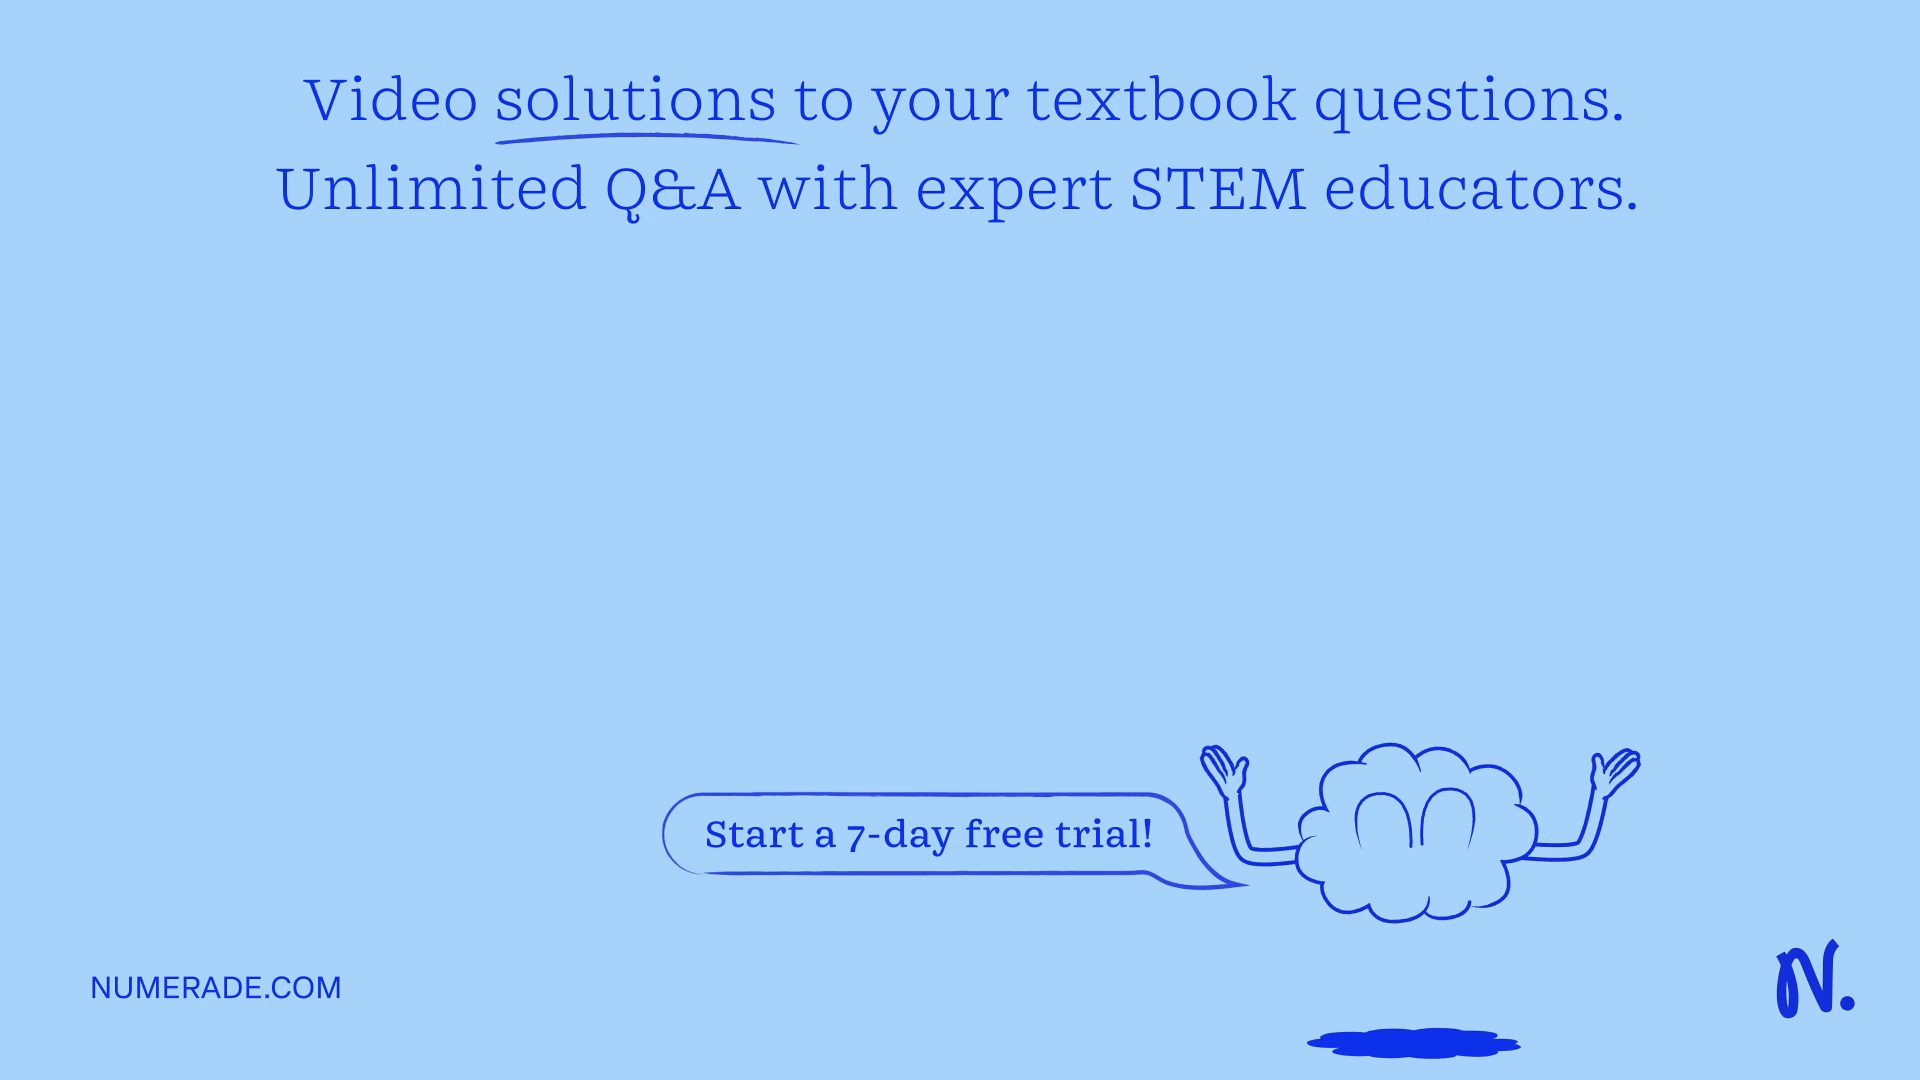 Video solutions to your textbook questions.
Unlimited Q&A with expert STEM educators.
Start a 7-day free trial!
NUMERADE.COM
N.